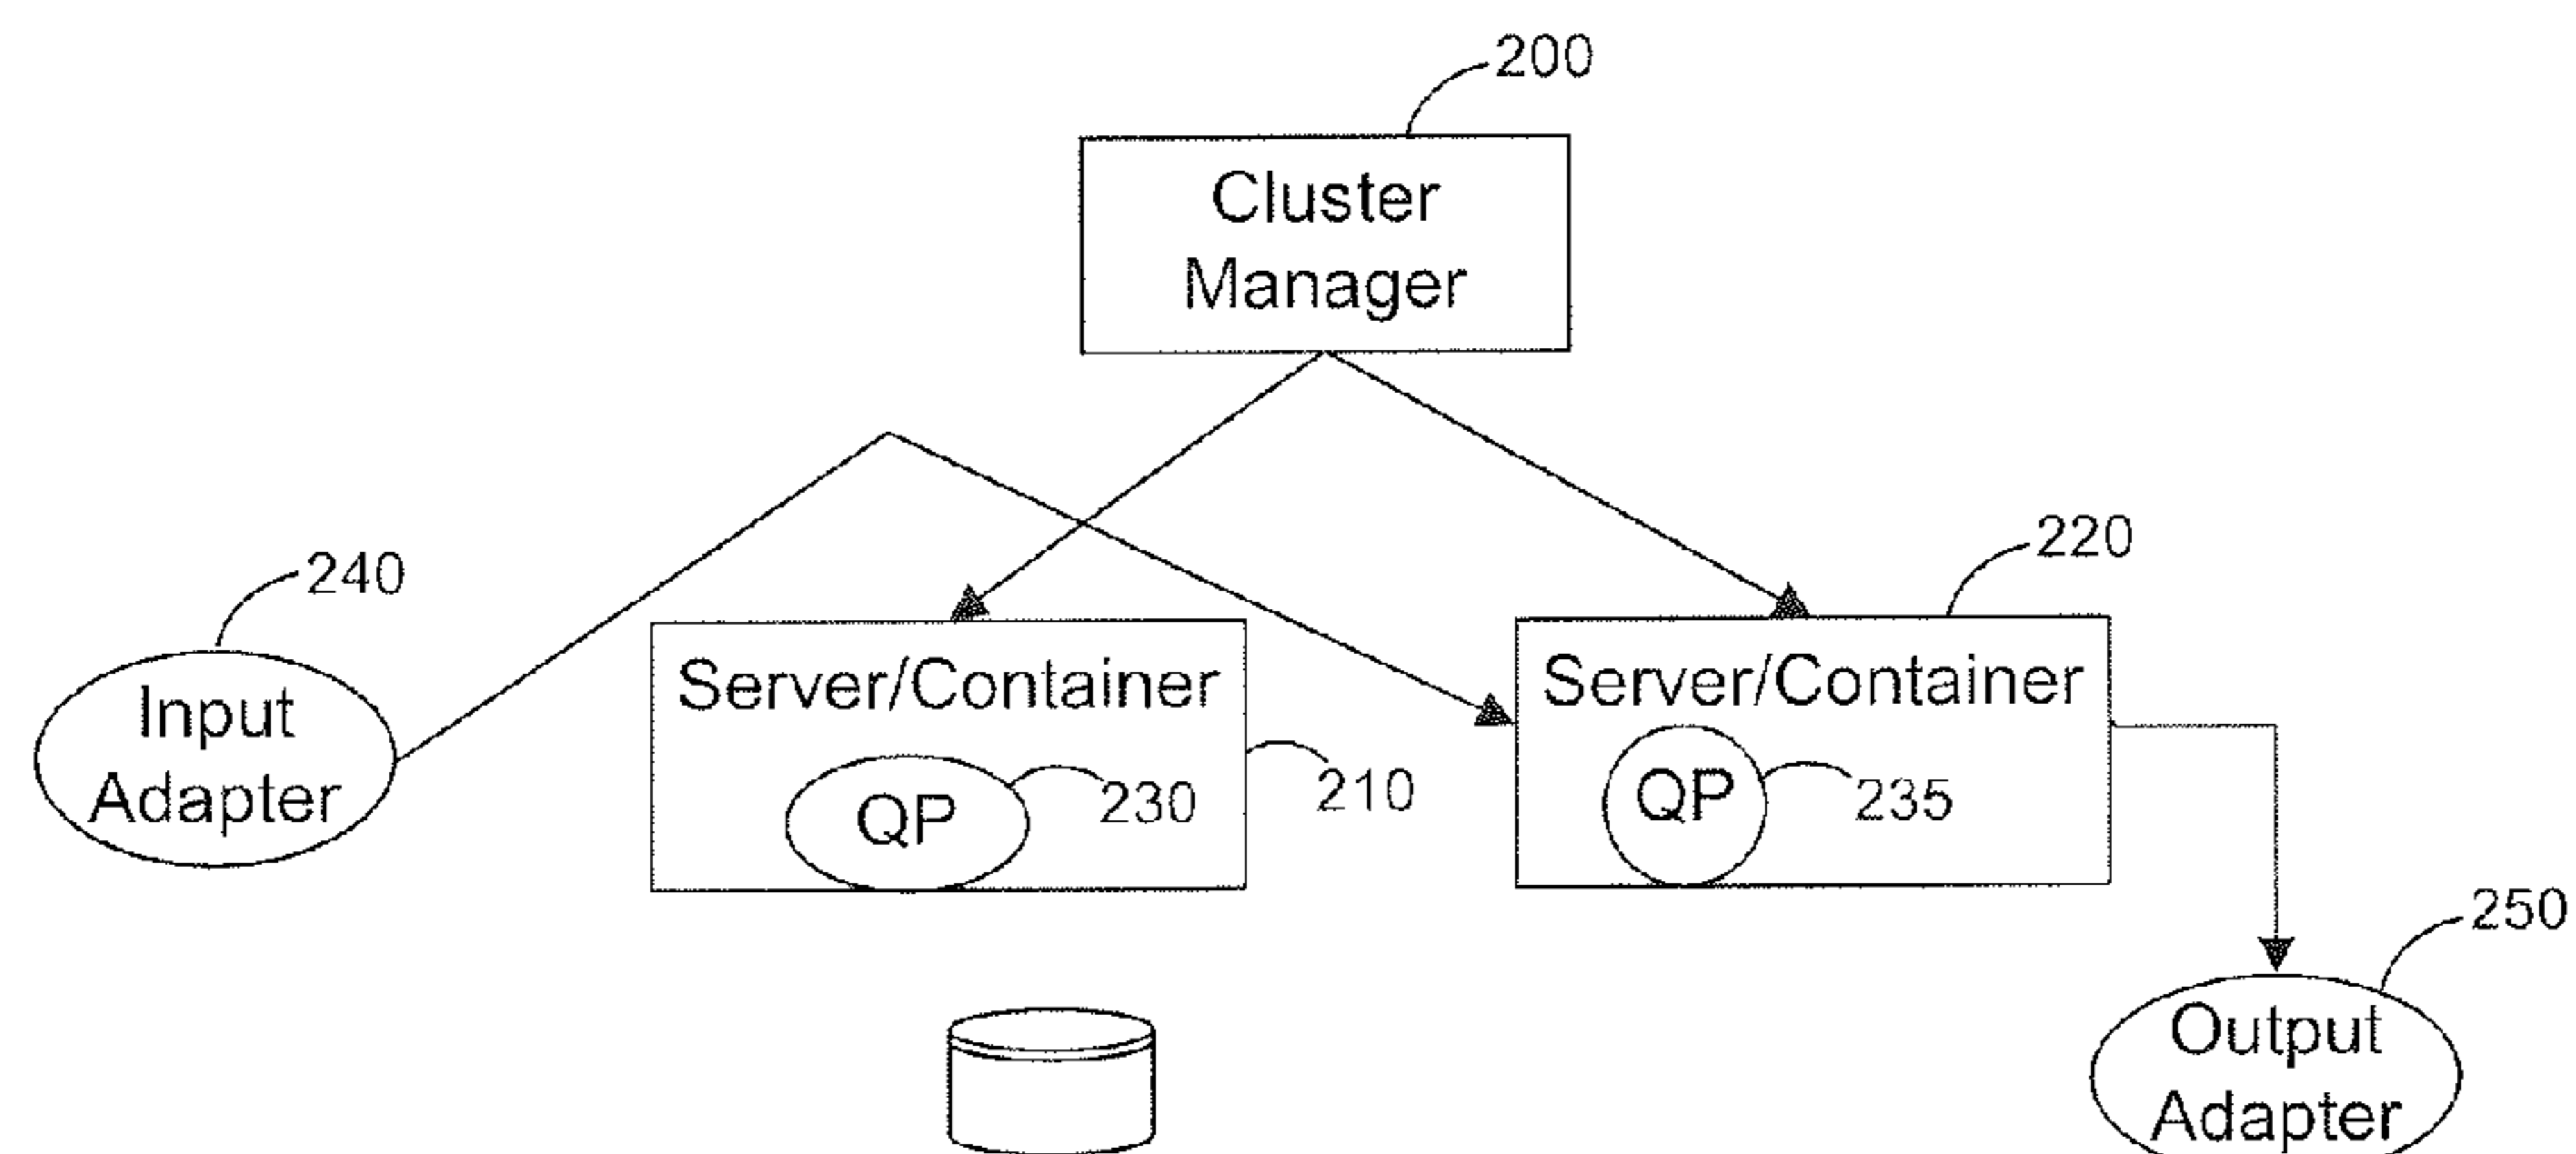 200
Cluster
Manager
240
220
Input
Adapter
Server/Container
210
QP
230
Server/Container
QP
235
250
Output
Adapter